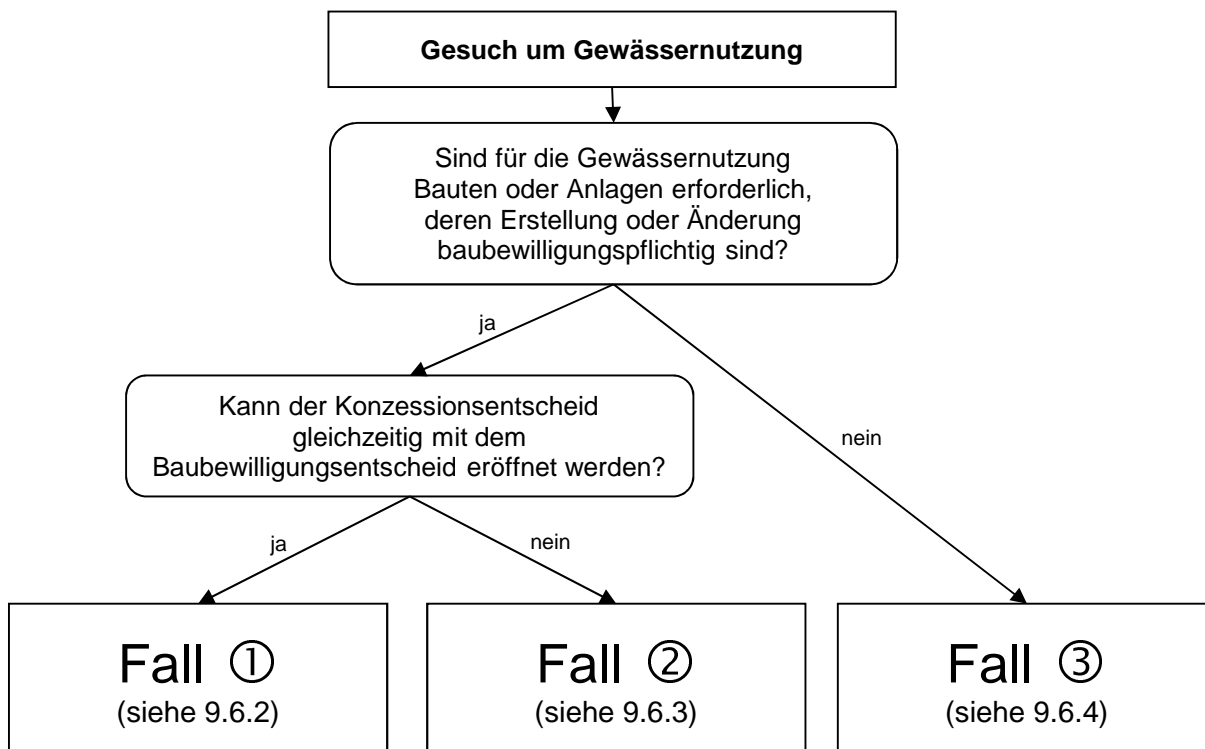 Gesuch um Gewässernutzung
Sind für die Gewässernutzung
Bauten oder Anlagen erforderlich,
deren Erstellung oder Änderung
baubewilligungspflichtig sind?
ja
nein
Kann der Konzessionsentscheid
gleichzeitig mit dem
Baubewilligungsentscheid eröffnet werden?
ja
nein
Fall ①
(siehe 9.6.2)
Fall ②
(siehe 9.6.3)
Fall ③
(siehe 9.6.4)